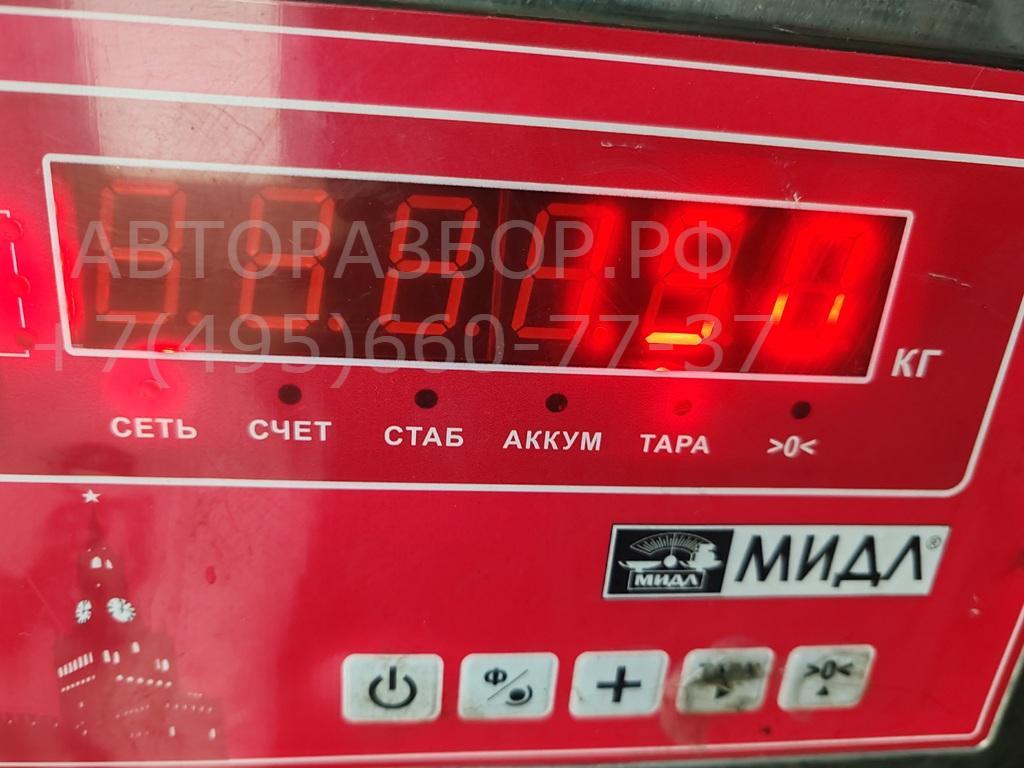 АВТОРАЗБОР.РФ
+7(495)660-77-37
КГ
СЕТЬ СЧЕТ СТАБ АККУМ ТАРА >0<
МИДЛ МИДЛ®
Ф + >0<